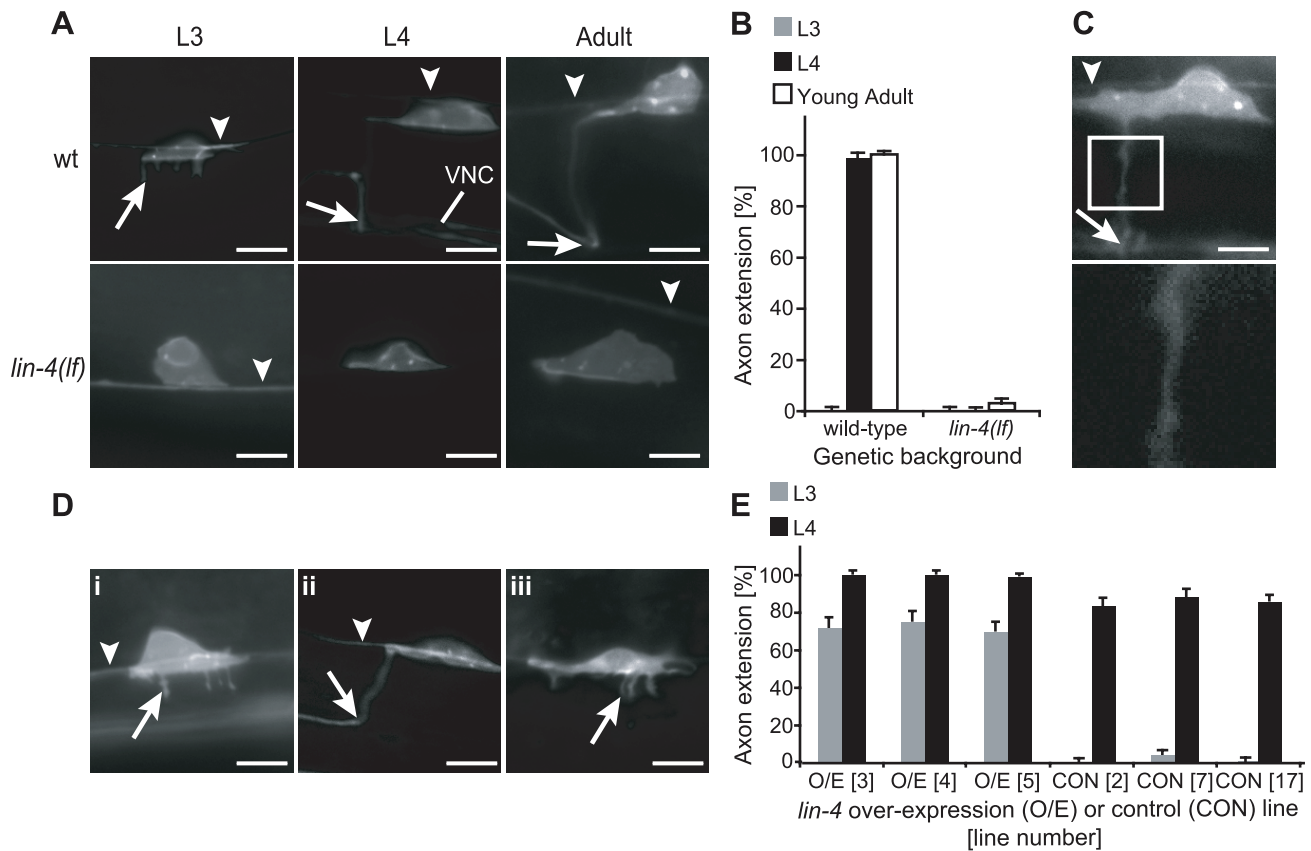 A
L3
L4
Adult
wt
VNC
lin-4(lf)
B
L3
L4
Young Adult
Axon extension [%]
100
80
60
40
20
0
wild-type
lin-4(lf)
Genetic background
C
D
i
ii
iii
E
L3
L4
Axon extension [%]
100
80
60
40
20
0
O/E [3]
O/E [4]
O/E [5]
CON [2]
CON [7]
CON [17]
lin-4 over-expression (O/E) or control (CON) line
[line number]